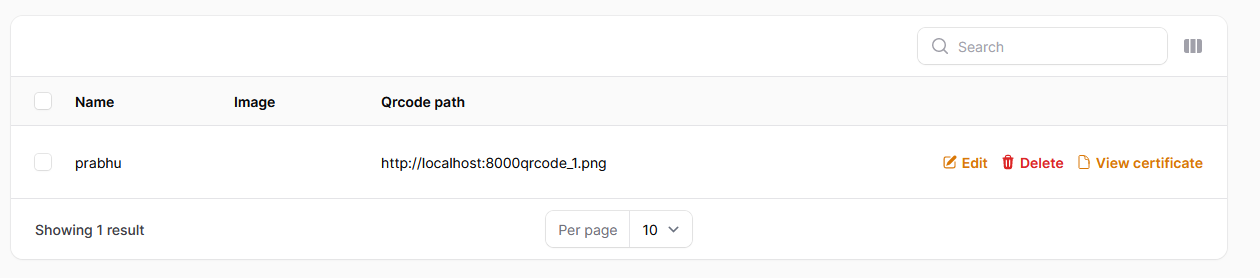 Search
Name Image Qrcode path
prabhu http://localhost:8000qrcode_1.png Edit Delete View certificate
Showing 1 result Per page 10